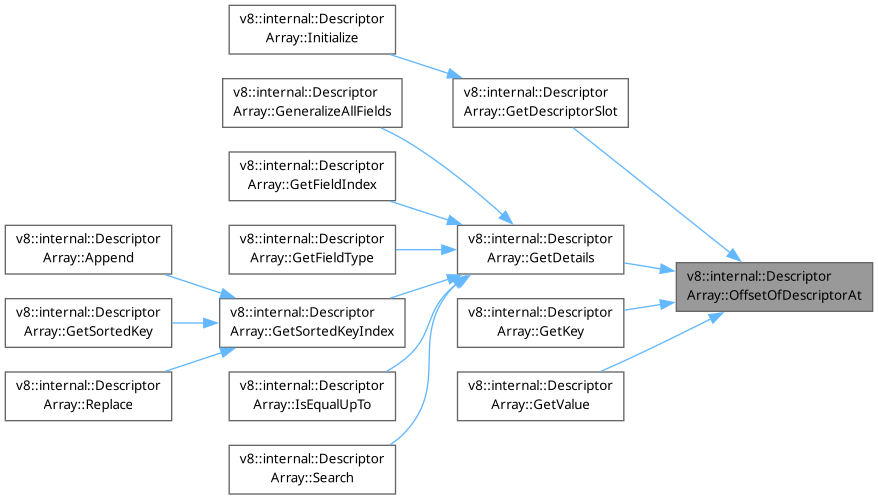 v8::internal::Descriptor
Array::Initialize
v8::internal::Descriptor
Array::GeneralizeAllFields
v8::internal::Descriptor
Array::GetDescriptorSlot
v8::internal::Descriptor
Array::GetFieldIndex
v8::internal::Descriptor
Array::Append
v8::internal::Descriptor
Array::GetFieldType
v8::internal::Descriptor
Array::GetDetails
v8::internal::Descriptor
Array::OffsetOfDescriptorAt
v8::internal::Descriptor
Array::GetSortedKey
v8::internal::Descriptor
Array::GetSortedKeyIndex
v8::internal::Descriptor
Array::GetKey
v8::internal::Descriptor
Array::Replace
v8::internal::Descriptor
Array::IsEqualUpTo
v8::internal::Descriptor
Array::GetValue
v8::internal::Descriptor
Array::Search